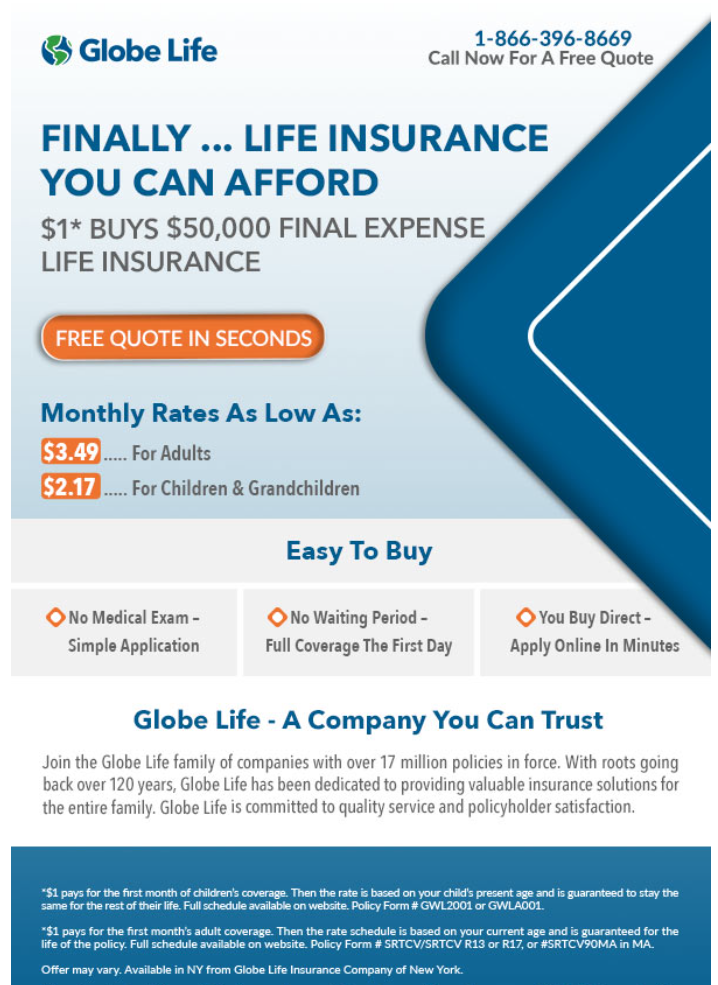 Globe Life
1-866-396-8669
Call Now For A Free Quote
FINALLY ... LIFE INSURANCE
YOU CAN AFFORD
$1* BUYS $50,000 FINAL EXPENSE
LIFE INSURANCE
FREE QUOTE IN SECONDS
Monthly Rates As Low As:
$3.49 ..... For Adults
$2.17 ..... For Children & Grandchildren
Easy To Buy
No Medical Exam –
Simple Application
No Waiting Period –
Full Coverage The First Day
You Buy Direct –
Apply Online In Minutes
Globe Life - A Company You Can Trust
Join the Globe Life family of companies with over 17 million policies in force. With roots going
back over 120 years, Globe Life has been dedicated to providing valuable insurance solutions for
the entire family. Globe Life is committed to quality service and policyholder satisfaction.
*$1 pays for the first month of children's coverage. Then the rate is based on your child's present age and is guaranteed to stay the
same for the rest of their life. Full schedule available on website. Policy Form # GWL2001 or GWLA001.
*$1 pays for the first month's adult coverage. Then the rate schedule is based on your current age and is guaranteed for the
life of the policy. Full schedule available on website. Policy Form # SRTCV/SRTCV R13 or R17, or #SRTCV90MA in MA.
Offer may vary. Available in NY from Globe Life Insurance Company of New York.